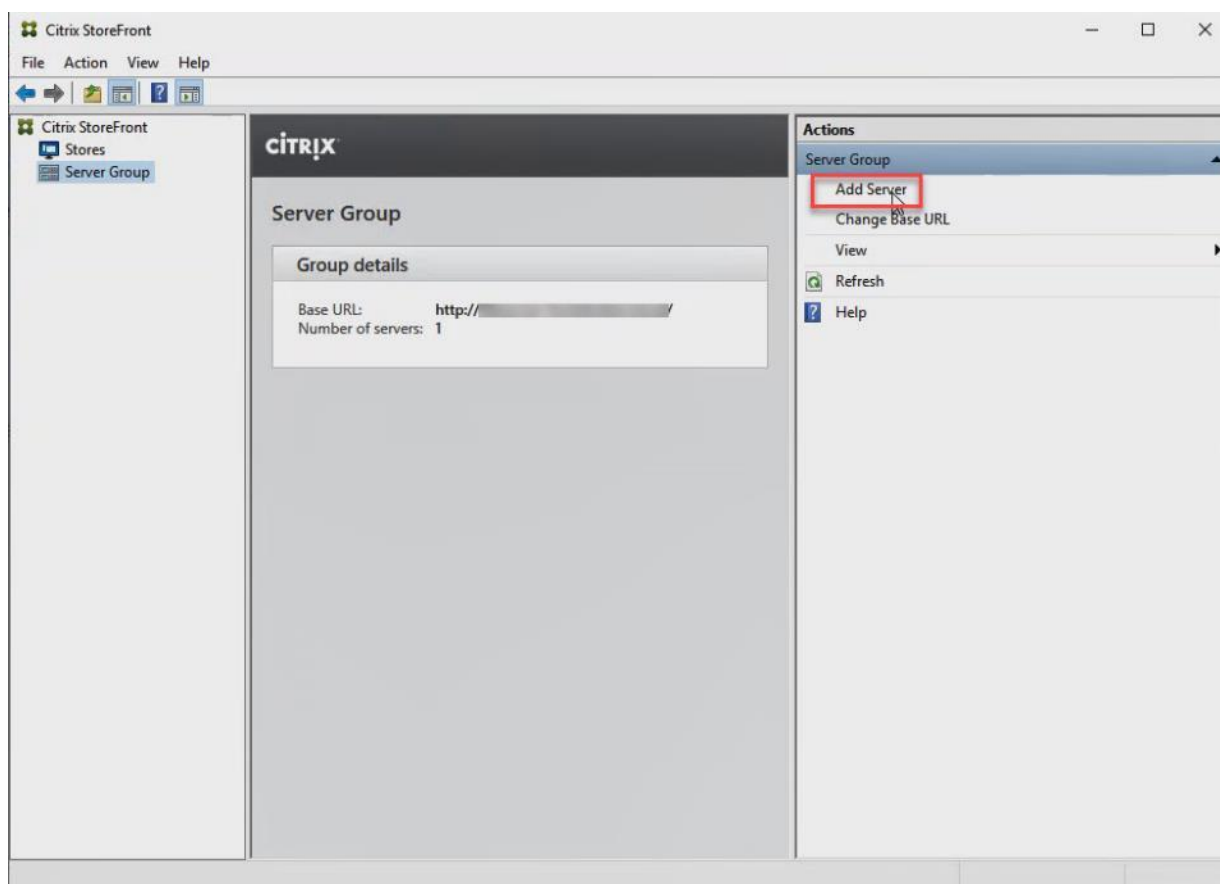 Citrix StoreFront
File Action View Help
Citrix StoreFront
Stores
Server Group
CITRIX
Server Group
Group details
Base URL: http:// /
Number of servers: 1
Actions
Server Group
Add Server
Change Base URL
View
Refresh
Help